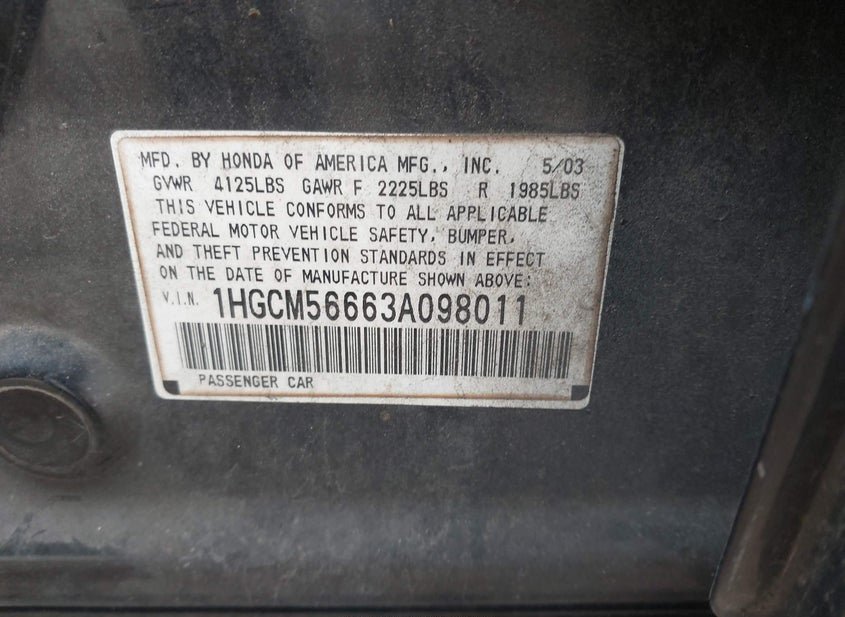 MFD. BY HONDA OF AMERICA MFG., INC. 5/03
GVWR 4125LBS GAWR F 2225LBS R 1985LBS
THIS VEHICLE CONFORMS TO ALL APPLICABLE
FEDERAL MOTOR VEHICLE SAFETY, BUMPER,
AND THEFT PREVENTION STANDARDS IN EFFECT
ON THE DATE OF MANUFACTURE SHOWN ABOVE:
V.I.N. 1HGCM56663A098011
PASSENGER CAR